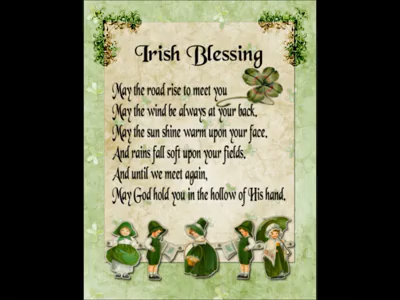 Irish Blessing
May the road rise to meet you
May the wind be always at your back.
May the sun shine warm upon your face,
And rains fall soft upon your fields.
And until we meet again,
May God hold you in the hollow of His hand.